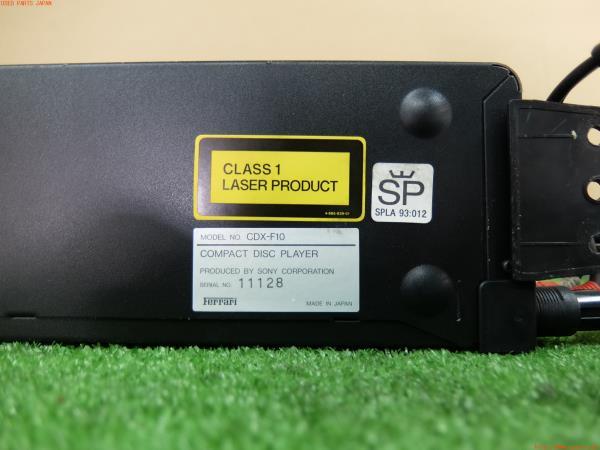 USED PARTS JAPAN
CLASS 1
LASER PRODUCT
SP
SPLA 93:012
MODEL NO. CDX-F10
COMPACT DISC PLAYER
PRODUCED BY SONY CORPORATION
SERIAL NO. 11128
Ferrari
MADE IN JAPAN